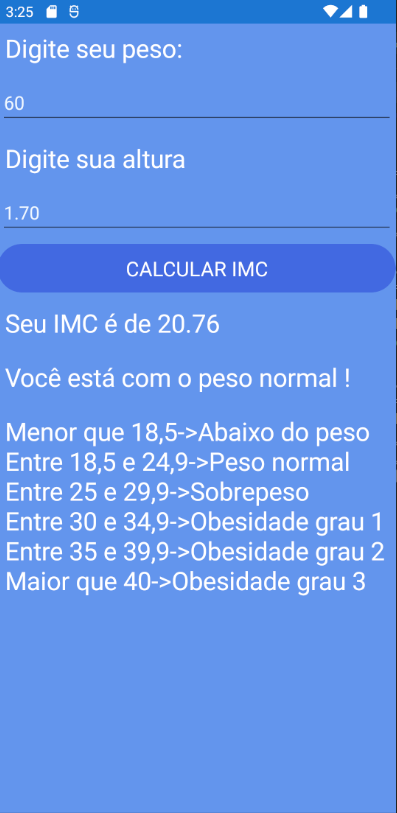 3:25
Digite seu peso:
60
Digite sua altura
1.70
CALCULAR IMC
Seu IMC é de 20.76
Você está com o peso normal !
Menor que 18,5->Abaixo do peso
Entre 18,5 e 24,9->Peso normal
Entre 25 e 29,9->Sobrepeso
Entre 30 e 34,9->Obesidade grau 1
Entre 35 e 39,9->Obesidade grau 2
Maior que 40->Obesidade grau 3